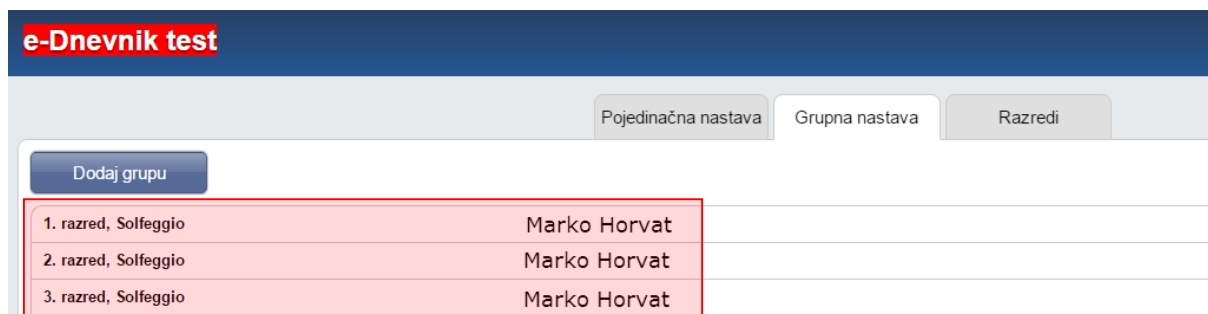 e-Dnevnik test
Pojedinačna nastava Grupna nastava Razredi
Dodaj grupu
1. razred, Solfeggio Marko Horvat
2. razred, Solfeggio Marko Horvat
3. razred, Solfeggio Marko Horvat